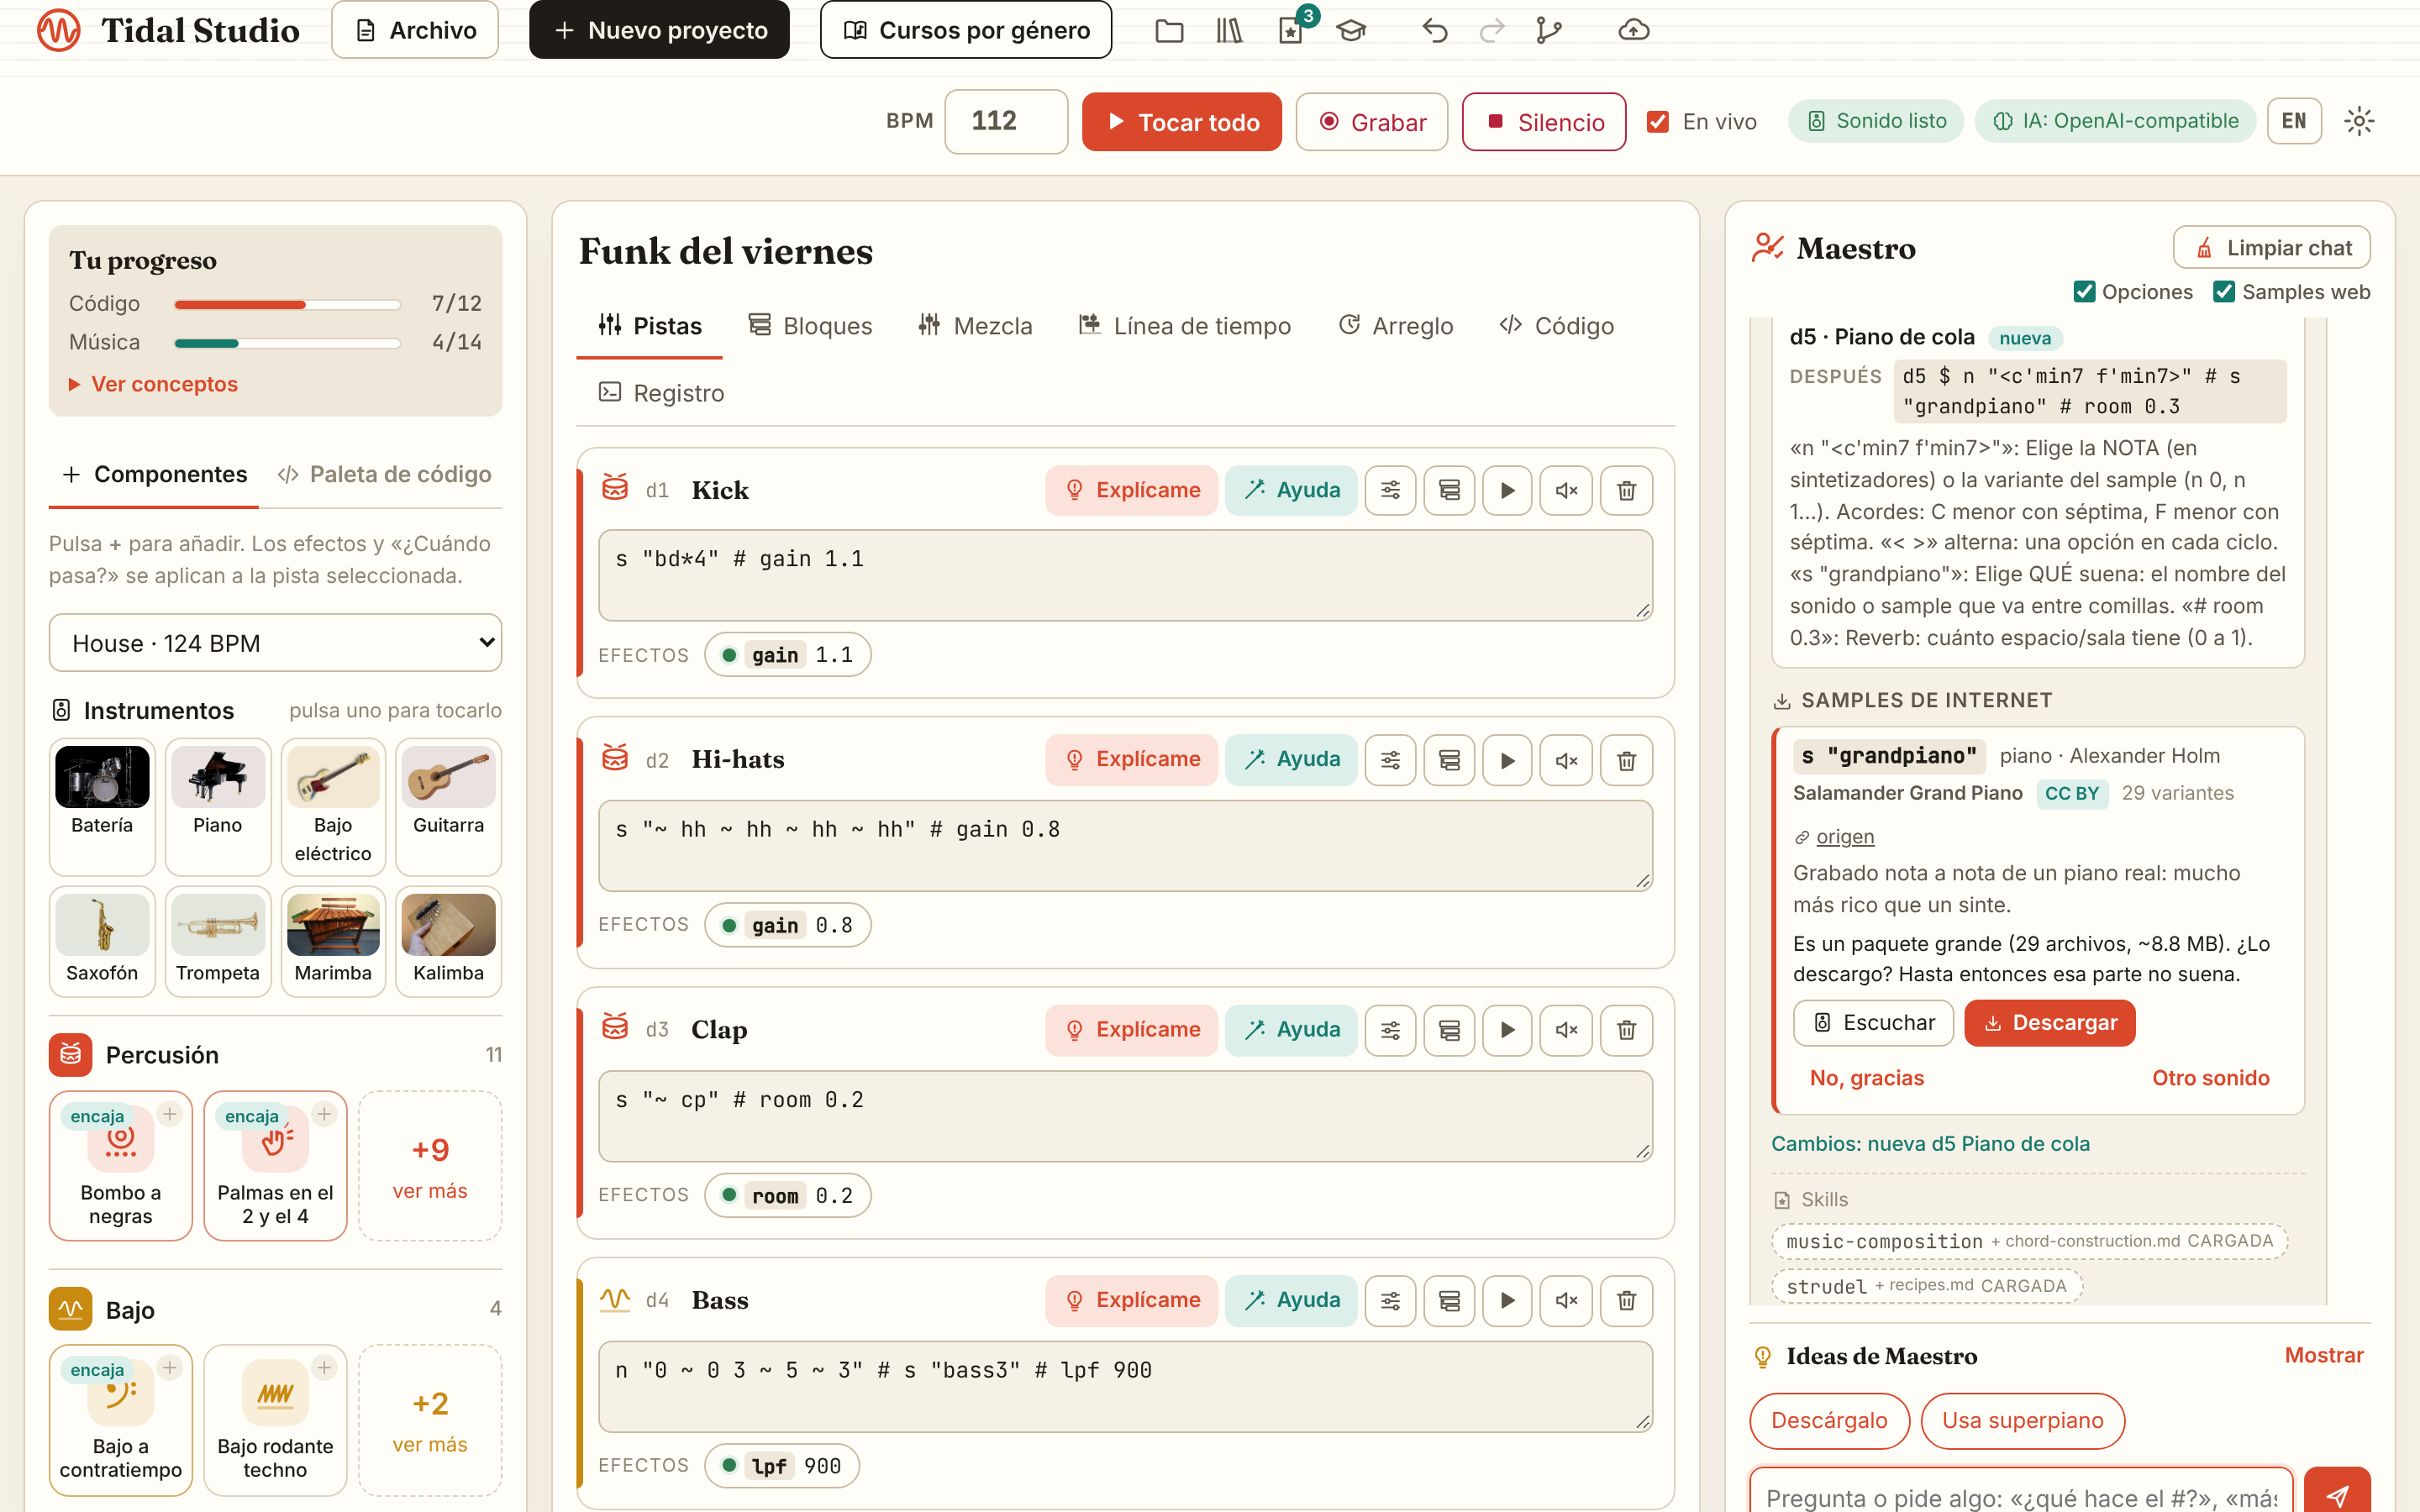 Tidal Studio
Archivo
+ Nuevo proyecto
Cursos por género
3
BPM
112
Tocar todo
Grabar
Silencio
En vivo
Sonido listo
IA: OpenAI-compatible
EN
Tu progreso
Código
7/12
Música
4/14
Ver conceptos
+ Componentes
</> Paleta de código
Pulsa + para añadir. Los efectos y «¿Cuándo
pasa?» se aplican a la pista seleccionada.
House · 124 BPM
Instrumentos
pulsa uno para tocarlo
Batería
Piano
Bajo
eléctrico
Guitarra
Saxofón
Trompeta
Marimba
Kalimba
Percusión
11
encaja
+
Bombo a
negras
encaja
+
Palmas en el
2 y el 4
+9
ver más
Bajo
4
encaja
+
Bajo a
contratiempo
+
Bajo rodante
techno
+2
ver más
Funk del viernes
Pistas
Bloques
Mezcla
Línea de tiempo
Arreglo
</> Código
Registro
d1
Kick
Explícame
Ayuda
s "bd*4" # gain 1.1
EFECTOS
gain 1.1
d2
Hi-hats
Explícame
Ayuda
s "~ hh ~ hh ~ hh ~ hh" # gain 0.8
EFECTOS
gain 0.8
d3
Clap
Explícame
Ayuda
s "~ cp" # room 0.2
EFECTOS
room 0.2
d4
Bass
Explícame
Ayuda
n "0 ~ 0 3 ~ 5 ~ 3" # s "bass3" # lpf 900
EFECTOS
lpf 900
Maestro
Limpiar chat
Opciones
Samples web
d5 · Piano de cola
nueva
DESPUÉS
d5 $ n "<c'min7 f'min7>" # s
"grandpiano" # room 0.3
«n "<c'min7 f'min7>"»: Elige la NOTA (en
sintetizadores) o la variante del sample (n 0, n
1...). Acordes: C menor con séptima, F menor con
séptima. «< >» alterna: una opción en cada ciclo.
«s "grandpiano"»: Elige QUÉ suena: el nombre del
sonido o sample que va entre comillas. «# room
0.3»: Reverb: cuánto espacio/sala tiene (0 a 1).
SAMPLES DE INTERNET
s "grandpiano"
piano · Alexander Holm
Salamander Grand Piano
CC BY
29 variantes
origen
Grabado nota a nota de un piano real: mucho
más rico que un sinte.
Es un paquete grande (29 archivos, ~8.8 MB). ¿Lo
descargo? Hasta entonces esa parte no suena.
Escuchar
Descargar
No, gracias
Otro sonido
Cambios: nueva d5 Piano de cola
Skills
music-composition + chord-construction.md CARGADA
strudel + recipes.md CARGADA
Ideas de Maestro
Mostrar
Descárgalo
Usa superpiano
Pregunta o pide algo: «¿qué hace el #?», «más